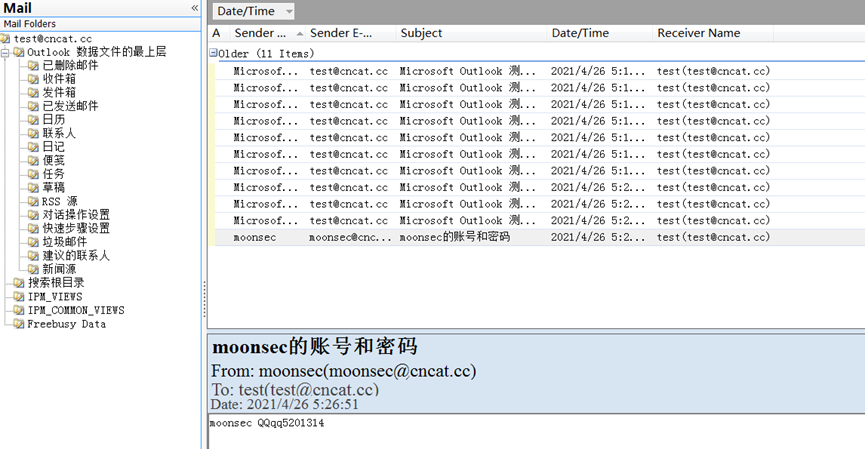 Mail «
Mail Folders
test@cncat.cc
Outlook 数据文件的最上层
已删除邮件
收件箱
发件箱
已发送邮件
日历
联系人
日记
便笺
任务
草稿
RSS 源
对话操作设置
快速步骤设置
垃圾邮件
建议的联系人
新闻源
搜索根目录
IPM_VIEWS
IPM_COMMON_VIEWS
Freebusy Data
Date/Time
A Sender ... Sender E-... Subject Date/Time Receiver Name
Older (11 Items)
Microsof... test@cncat.cc Microsoft Outlook 测... 2021/4/26 5:1... test(test@cncat.cc)
Microsof... test@cncat.cc Microsoft Outlook 测... 2021/4/26 5:1... test(test@cncat.cc)
Microsof... test@cncat.cc Microsoft Outlook 测... 2021/4/26 5:1... test(test@cncat.cc)
Microsof... test@cncat.cc Microsoft Outlook 测... 2021/4/26 5:1... test(test@cncat.cc)
Microsof... test@cncat.cc Microsoft Outlook 测... 2021/4/26 5:1... test(test@cncat.cc)
Microsof... test@cncat.cc Microsoft Outlook 测... 2021/4/26 5:1... test(test@cncat.cc)
Microsof... test@cncat.cc Microsoft Outlook 测... 2021/4/26 5:1... test(test@cncat.cc)
Microsof... test@cncat.cc Microsoft Outlook 测... 2021/4/26 5:2... test(test@cncat.cc)
Microsof... test@cncat.cc Microsoft Outlook 测... 2021/4/26 5:2... test(test@cncat.cc)
Microsof... test@cncat.cc Microsoft Outlook 测... 2021/4/26 5:2... test(test@cncat.cc)
moonsec moonsec@cnc... moonsec的账号和密码 2021/4/26 5:2... test(test@cncat.cc)
moonsec的账号和密码
From: moonsec(moonsec@cncat.cc)
To: test(test@cncat.cc)
Date: 2021/4/26 5:26:51
moonsec QQqq5201314